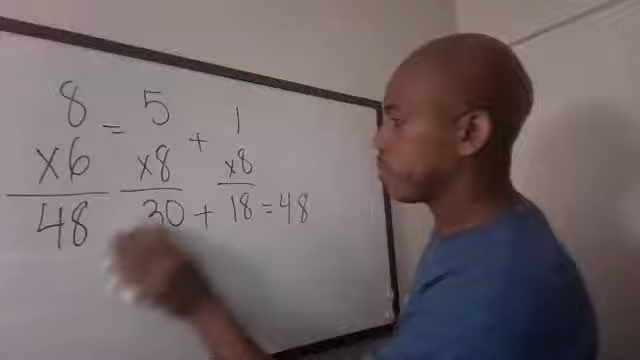 8 = 5 + 1
x6 x8 x8
48 30 + 18 = 48